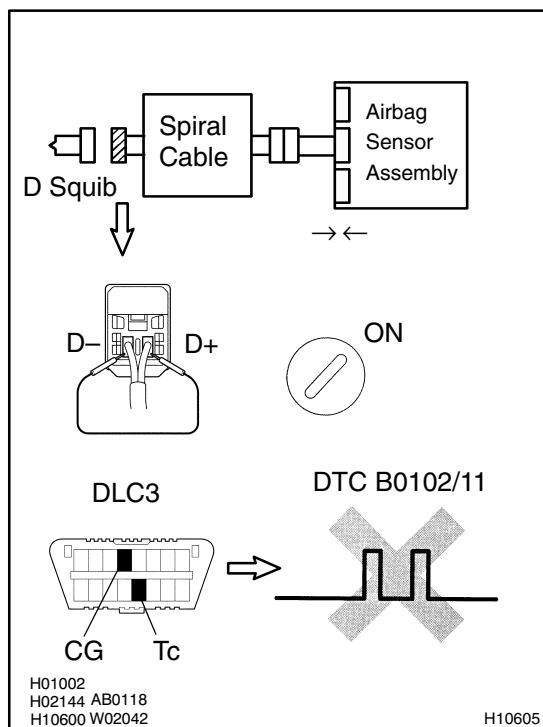 Spiral
Cable
Airbag
Sensor
Assembly
D Squib
D– D+
ON
DLC3
DTC B0102/11
CG Tc
H01002
H02144 AB0118
H10600 W02042
H10605